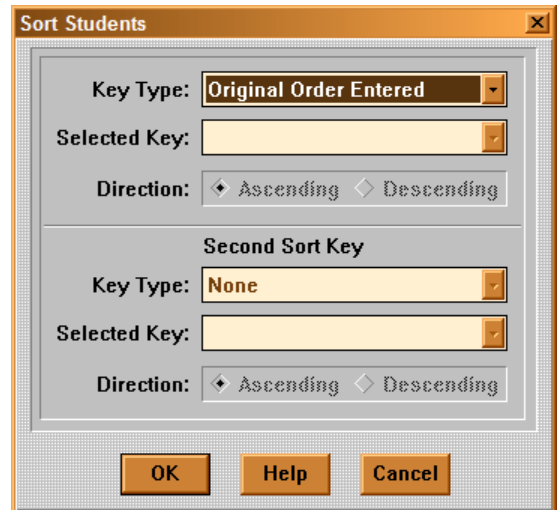 Sort Students
Key Type: Original Order Entered
Selected Key:
Direction: Ascending Descending
Second Sort Key
Key Type: None
Selected Key:
Direction: Ascending Descending
OK Help Cancel